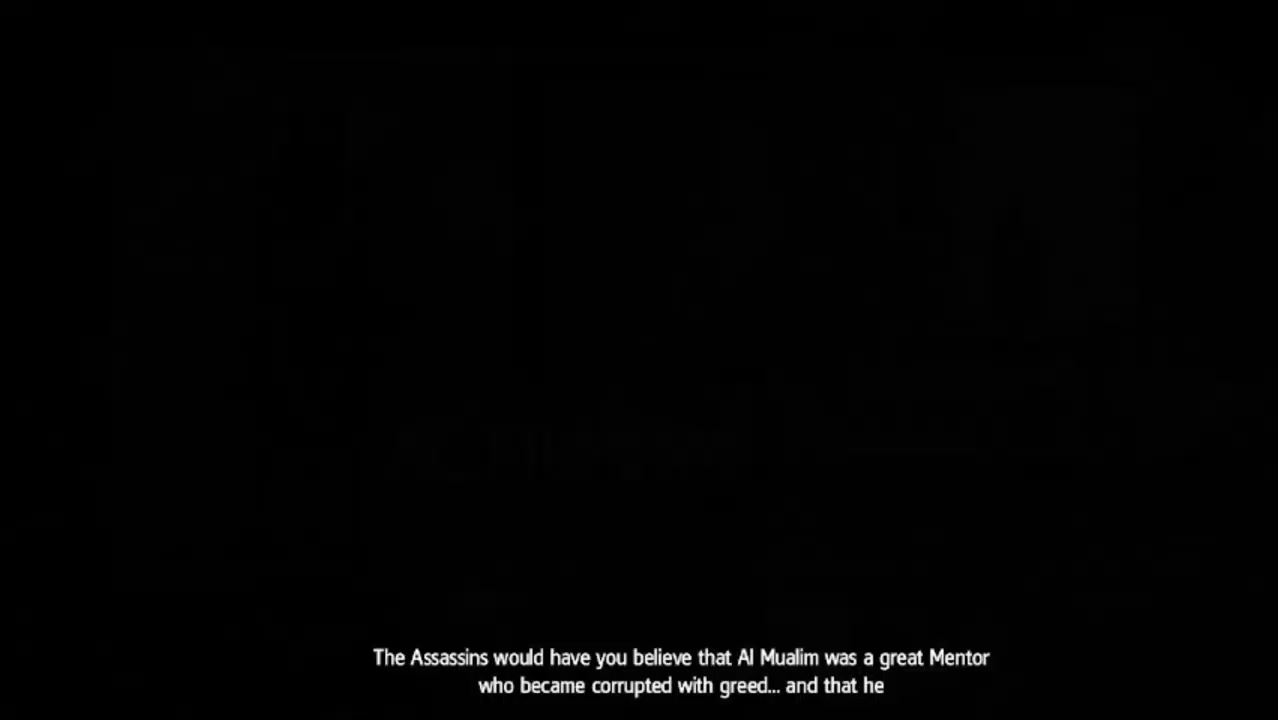 The Assassins would have you believe that Al Mualim was a great Mentor
who became corrupted with greed... and that he